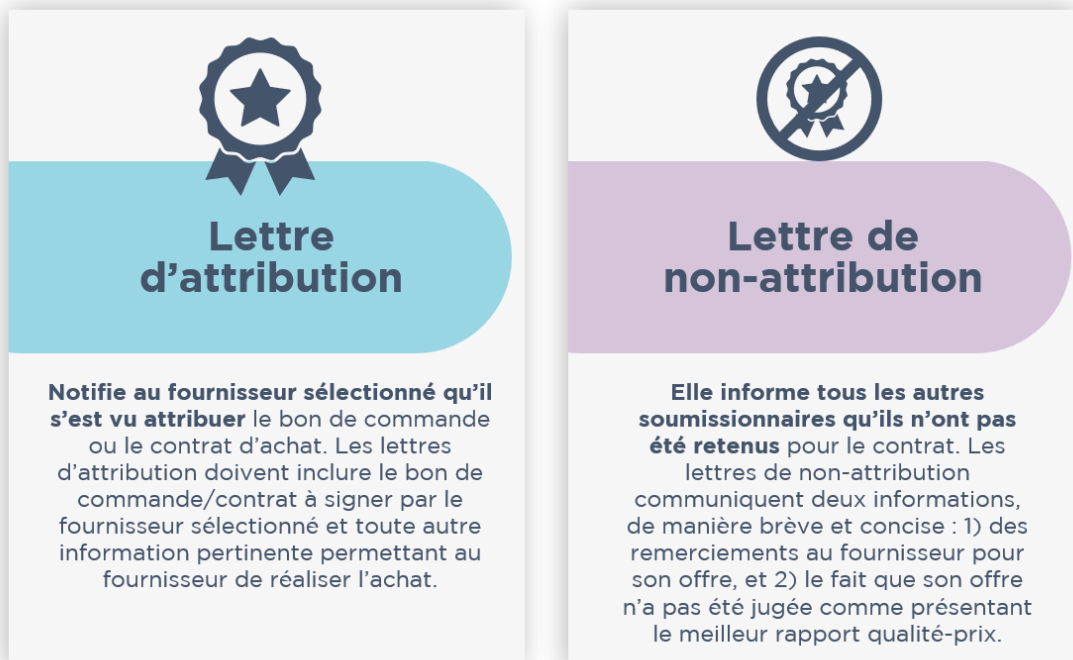 Lettre
d’attribution
Notifie au fournisseur sélectionné qu’il
s’est vu attribuer le bon de commande
ou le contrat d’achat. Les lettres
d’attribution doivent inclure le bon de
commande/contrat à signer par le
fournisseur sélectionné et toute autre
information pertinente permettant au
fournisseur de réaliser l’achat.
Lettre de
non-attribution
Elle informe tous les autres
soumissionnaires qu’ils n’ont pas
été retenus pour le contrat. Les
lettres de non-attribution
communiquent deux informations,
de manière brève et concise : 1) des
remerciements au fournisseur pour
son offre, et 2) le fait que son offre
n’a pas été jugée comme présentant
le meilleur rapport qualité-prix.